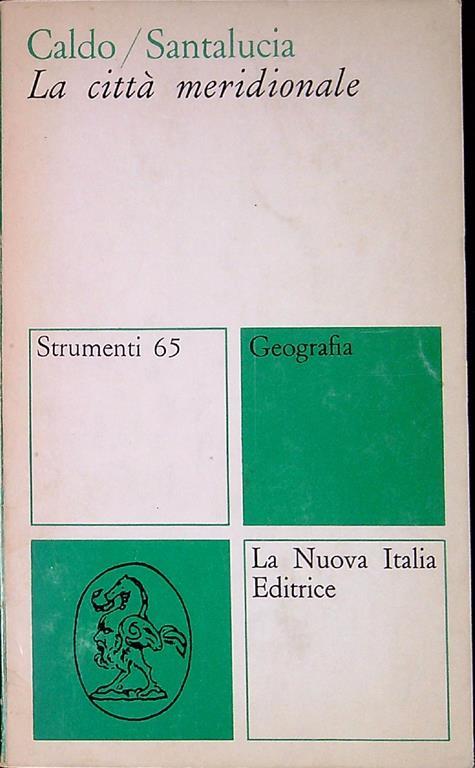 Caldo / Santalucia
La città meridionale
Strumenti 65
Geografia
La Nuova Italia
Editrice